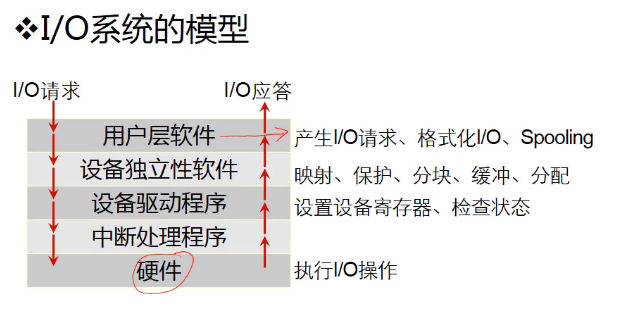 ❖I/O系统的模型
I/O请求 I/O应答
用户层软件 产生I/O请求、格式化I/O、Spooling
设备独立性软件 映射、保护、分块、缓冲、分配
设备驱动程序 设置设备寄存器、检查状态
中断处理程序
硬件 执行I/O操作